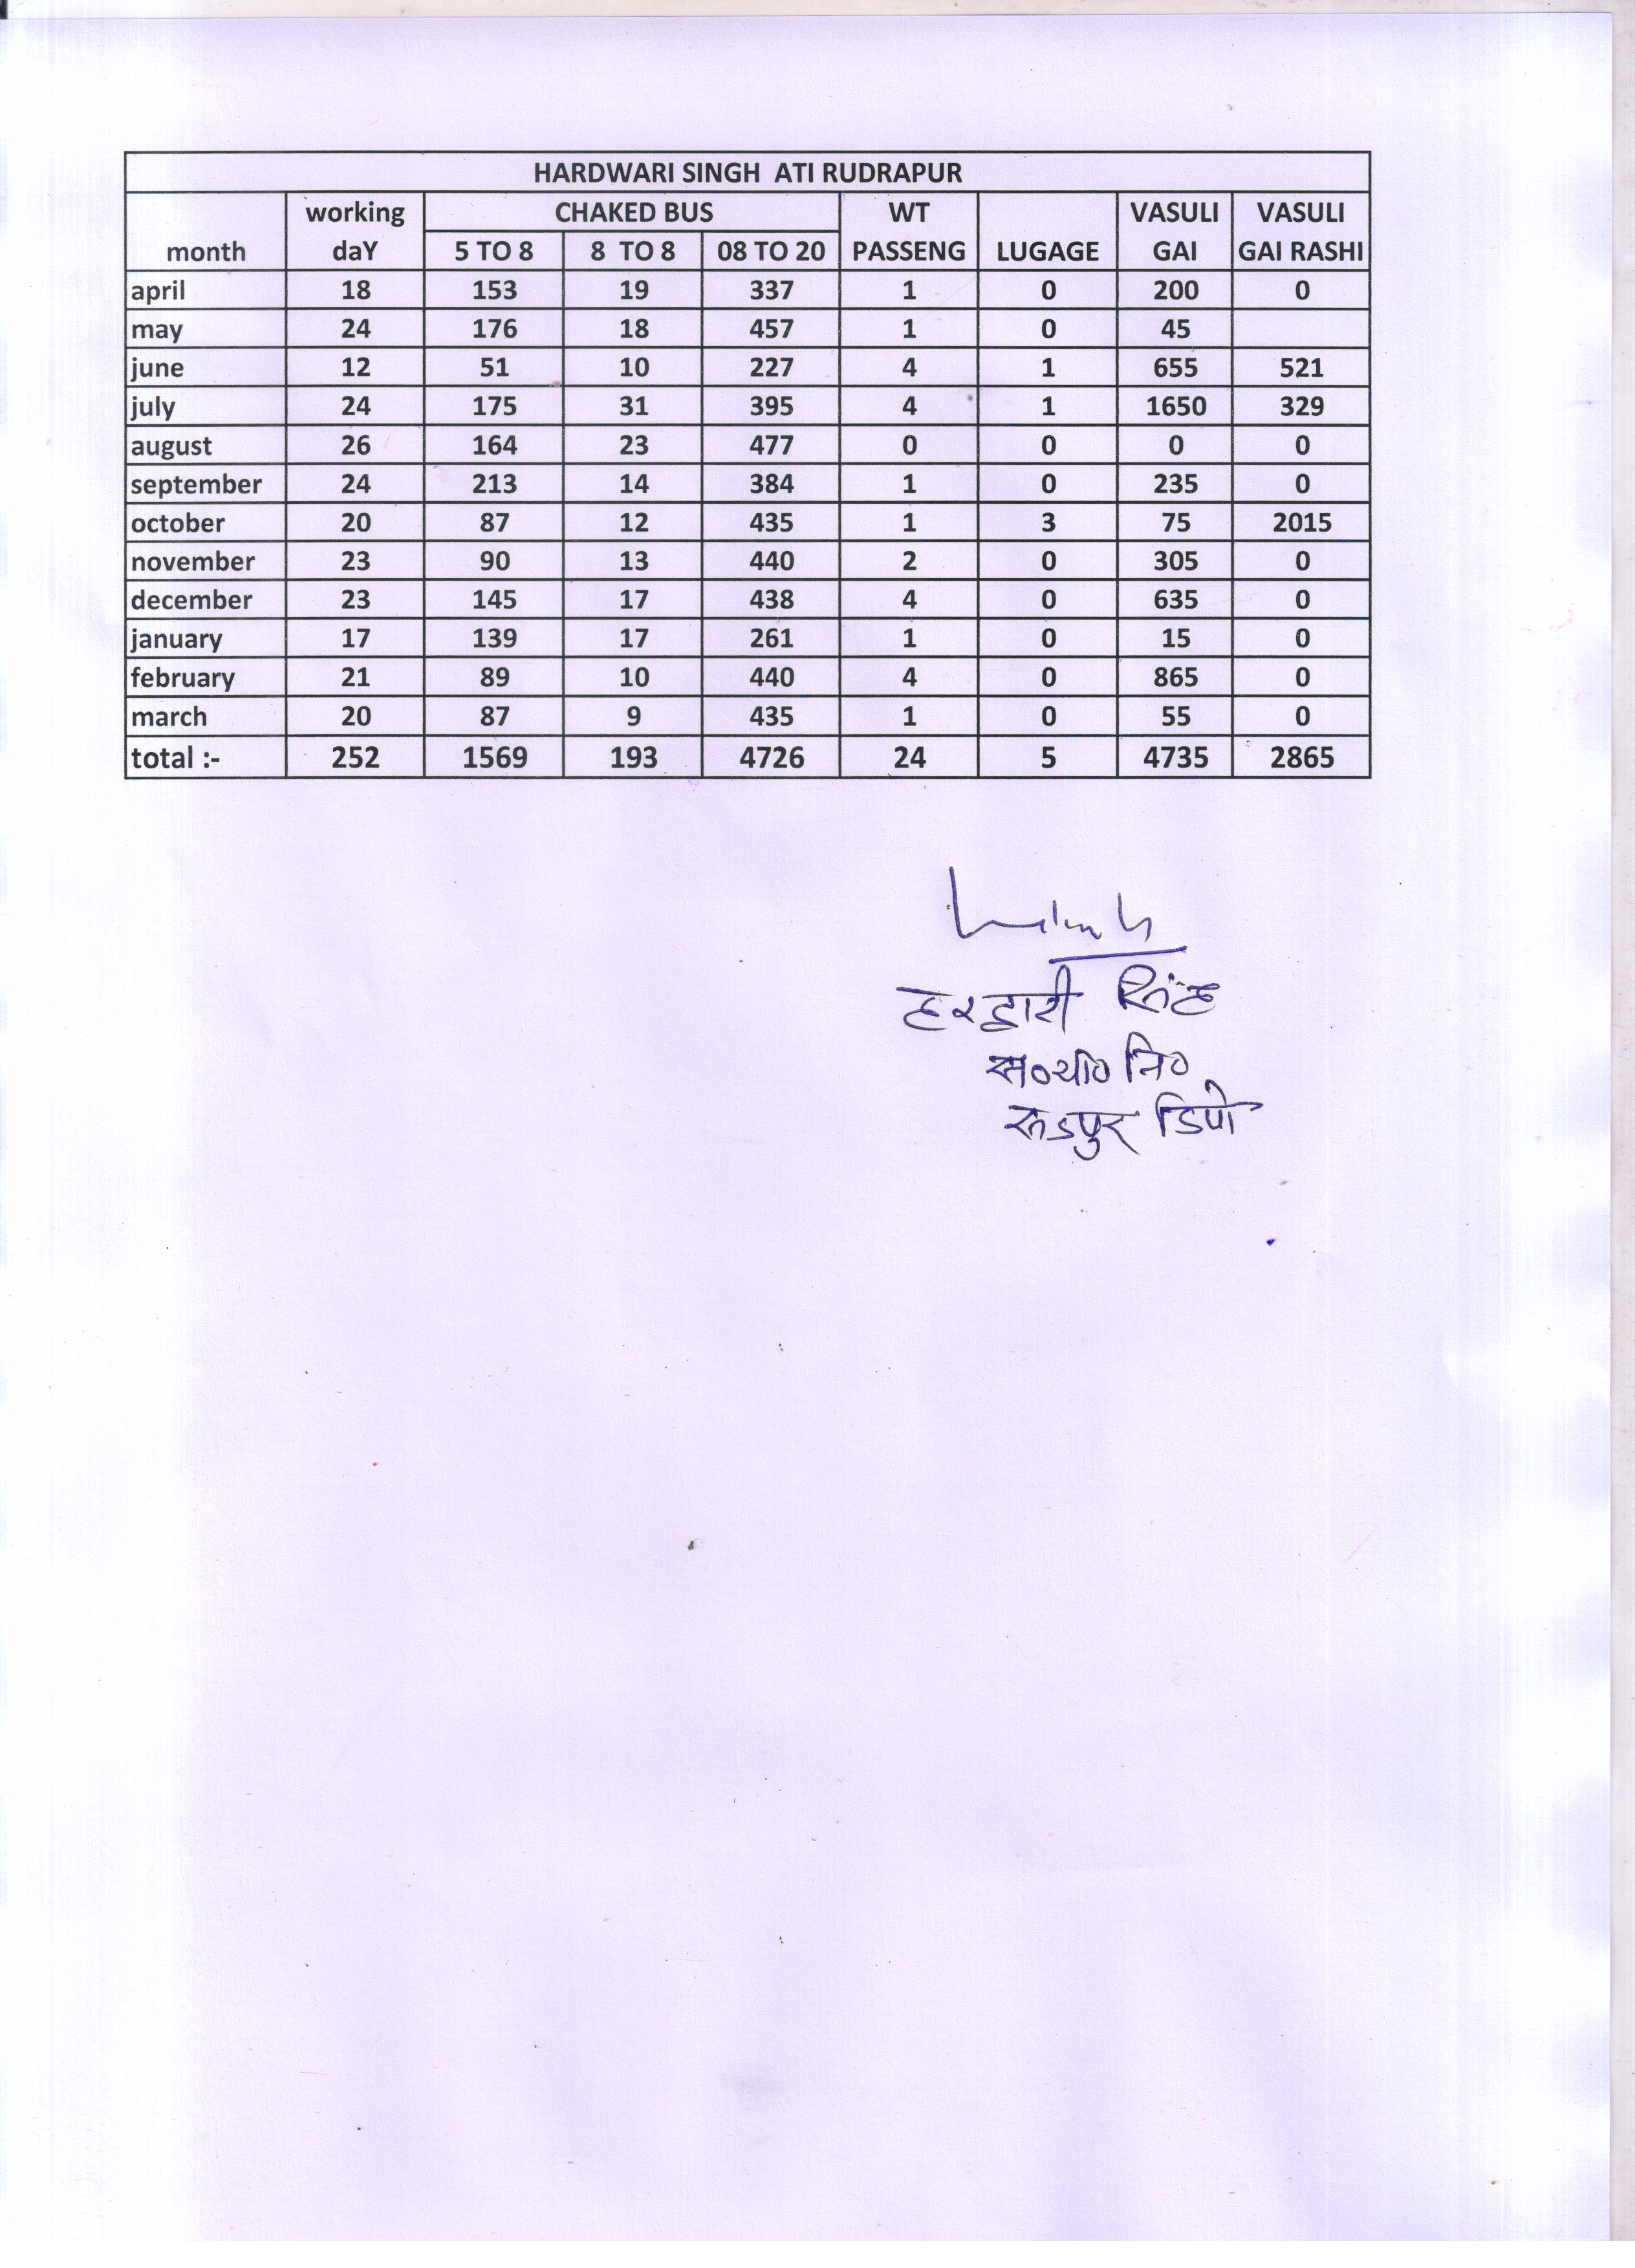 HARDWARI SINGH ATI RUDRAPUR
month working daY CHAKED BUS WT PASSENG LUGAGE VASULI GAI VASULI GAI RASHI
5 TO 8 8 TO 8 08 TO 20
april 18 153 19 337 1 0 200 0
may 24 176 18 457 1 0 45
june 12 51 10 227 4 1 655 521
july 24 175 31 395 4 1 1650 329
august 26 164 23 477 0 0 0 0
september 24 213 14 384 1 0 235 0
october 20 87 12 435 1 3 75 2015
november 23 90 13 440 2 0 305 0
december 23 145 17 438 4 0 635 0
january 17 139 17 261 1 0 15 0
february 21 89 10 440 4 0 865 0
march 20 87 9 435 1 0 55 0
total :- 252 1569 193 4726 24 5 4735 2865
हरद्वारी सिंह
स०या० नि०
रूद्रपुर डिपो